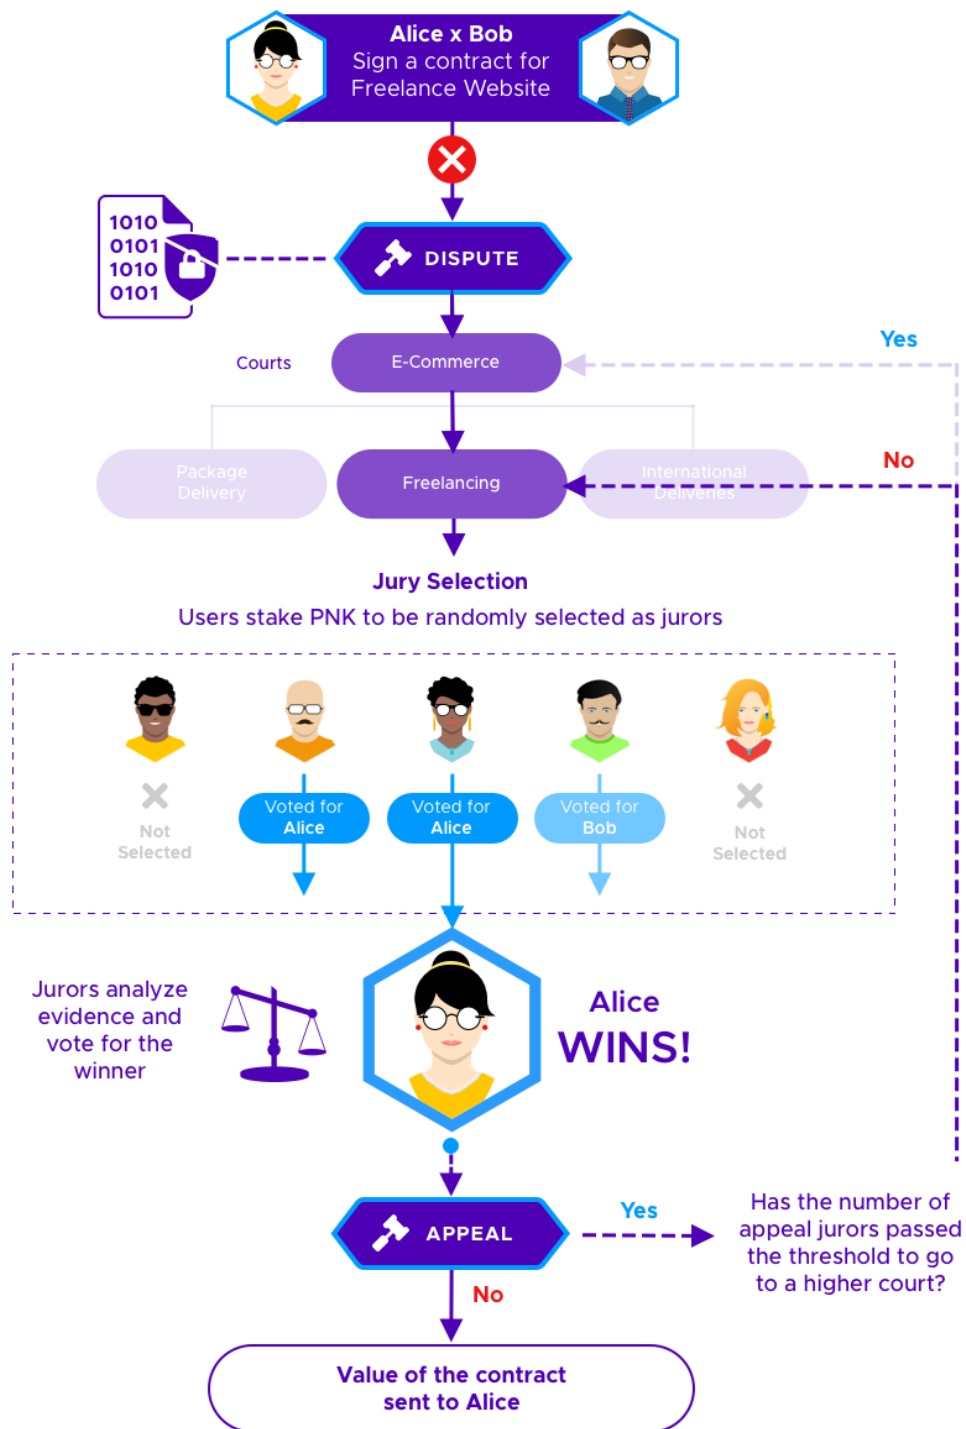 Alice x Bob
Sign a contract for
Freelance Website
1010
0101
1010
0101
DISPUTE
Courts
E-Commerce
Yes
Package
Delivery
Freelancing
International
Deliveries
No
Jury Selection
Users stake PNK to be randomly selected as jurors
Not
Selected
Voted for
Alice
Voted for
Alice
Voted for
Bob
Not
Selected
Jurors analyze
evidence and
vote for the
winner
Alice
WINS!
APPEAL
Yes
Has the number of
appeal jurors passed
the threshold to go
to a higher court?
No
Value of the contract
sent to Alice